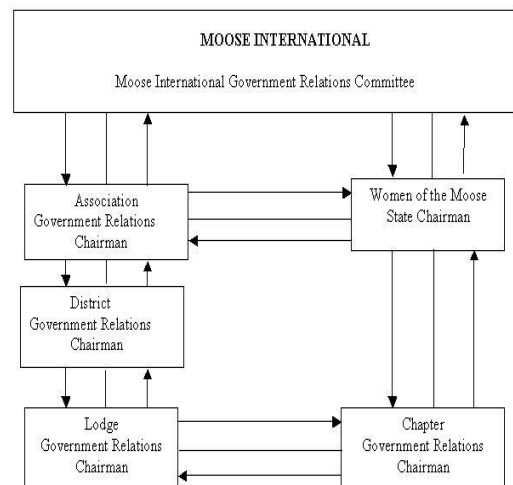 MOOSE INTERNATIONAL
Moose International Government Relations Committee
Association
Government Relations
Chairman
Women of the Moose
State Chairman
District
Government Relations
Chairman
Lodge
Government Relations
Chairman
Chapter
Government Relations
Chairman